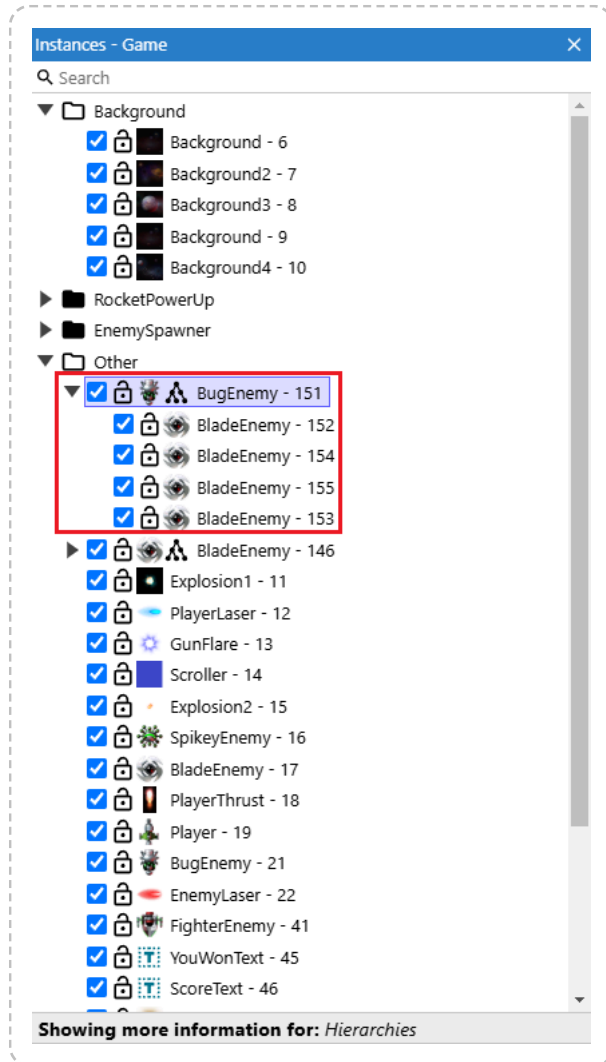 Instances - Game
Search
Background
Background - 6
Background2 - 7
Background3 - 8
Background - 9
Background4 - 10
RocketPowerUp
EnemySpawner
Other
BugEnemy - 151
BladeEnemy - 152
BladeEnemy - 154
BladeEnemy - 155
BladeEnemy - 153
BladeEnemy - 146
Explosion1 - 11
PlayerLaser - 12
GunFlare - 13
Scroller - 14
Explosion2 - 15
SpikeyEnemy - 16
BladeEnemy - 17
PlayerThrust - 18
Player - 19
BugEnemy - 21
EnemyLaser - 22
FighterEnemy - 41
YouWonText - 45
ScoreText - 46
Showing more information for: Hierarchies